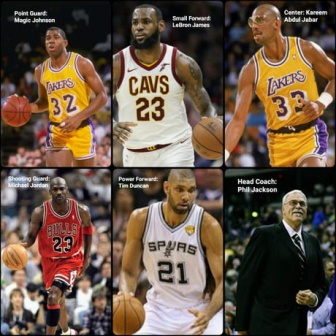 Point Guard:
Magic Johnson
Small Forward:
LeBron James
Center: Kareem
Abdul Jabar
LAKERS
32
CAVS
23
LAKERS
33
Shooting Guard:
Michael Jordan
Power Forward:
Tim Duncan
Head Coach:
Phil Jackson
BULLS
23
SPURS
21